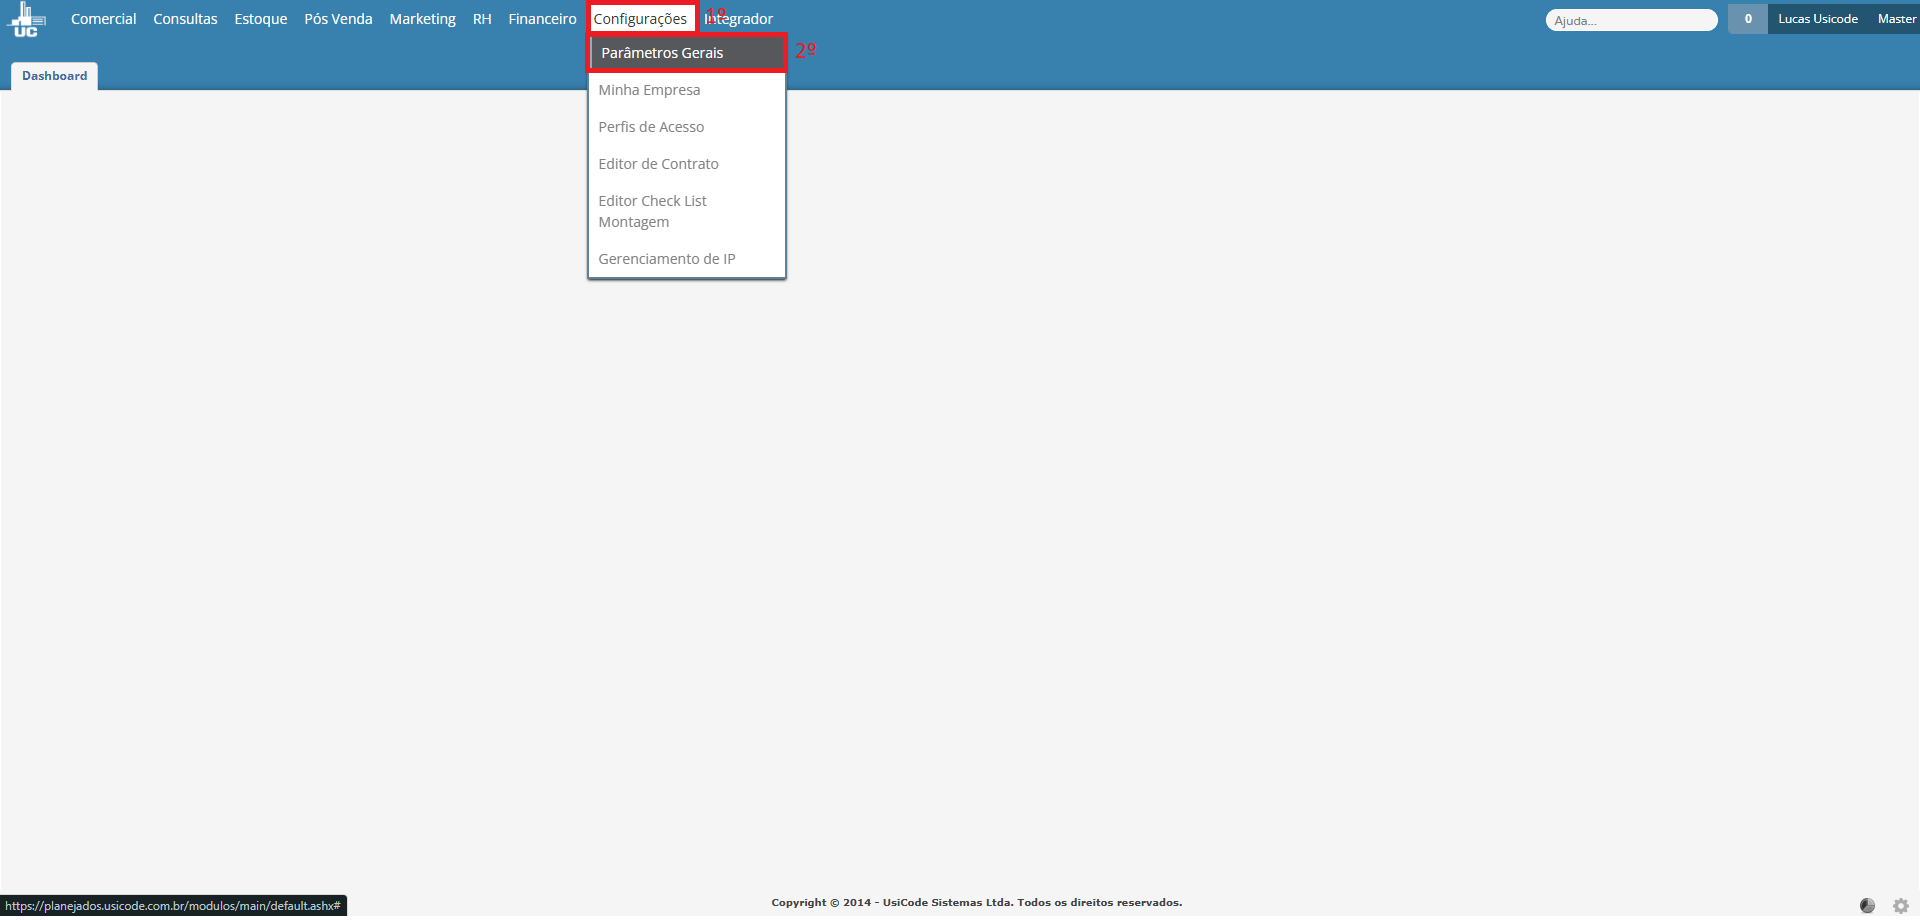 UC
Comercial Consultas Estoque Pós Venda Marketing RH Financeiro Configurações 1º Integrador
Ajuda...
0
Lucas Usicode
Master
Parâmetros Gerais 2º
Dashboard
Minha Empresa
Perfis de Acesso
Editor de Contrato
Editor Check List
Montagem
Gerenciamento de IP
Copyright © 2014 - UsiCode Sistemas Ltda. Todos os direitos reservados.
https://planejados.usicode.com.br/modulos/main/default.ashx#